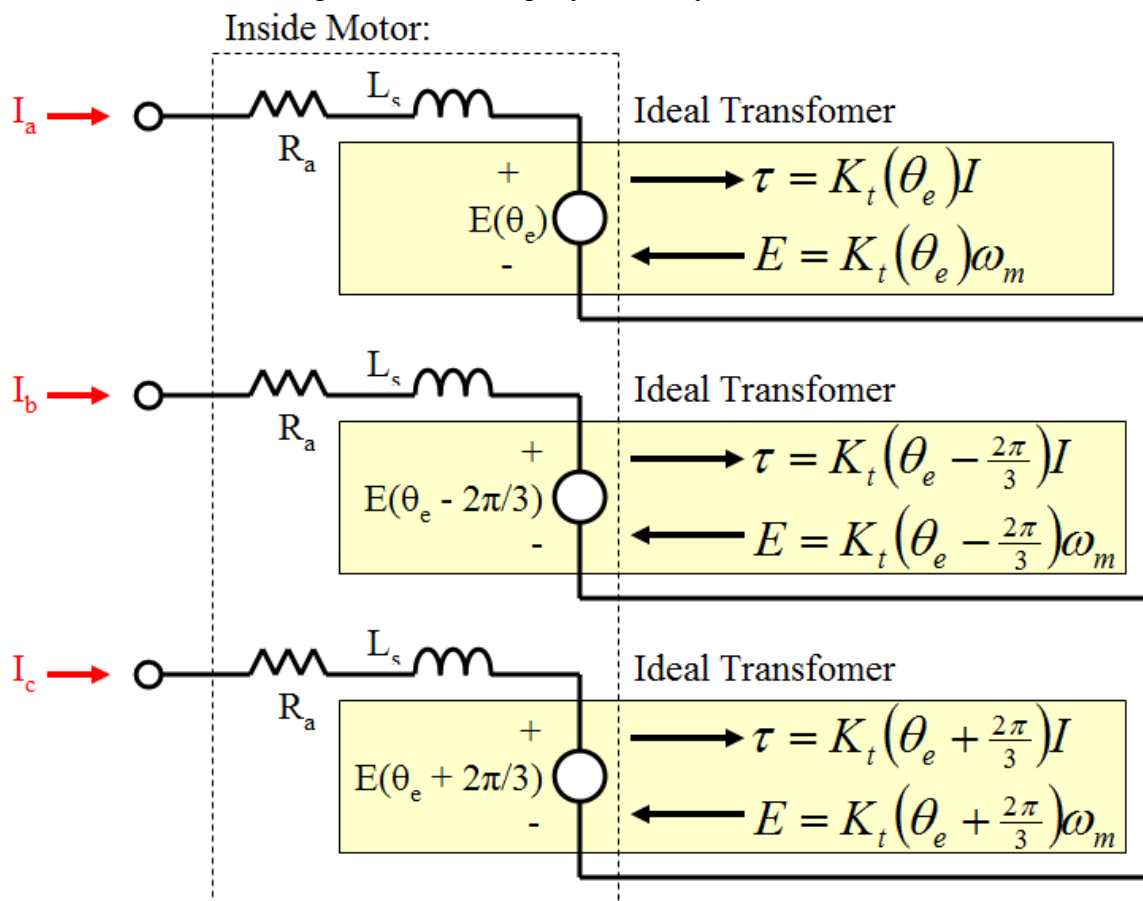 Inside Motor:
I_a
L_s
R_a
Ideal Transfomer
+
E(θ_e)
-
τ = K_t(θ_e)I
E = K_t(θ_e)ω_m
I_b
L_s
R_a
Ideal Transfomer
+
E(θ_e - 2π/3)
-
τ = K_t(θ_e - 2π/3)I
E = K_t(θ_e - 2π/3)ω_m
I_c
L_s
R_a
Ideal Transfomer
+
E(θ_e + 2π/3)
-
τ = K_t(θ_e + 2π/3)I
E = K_t(θ_e + 2π/3)ω_m